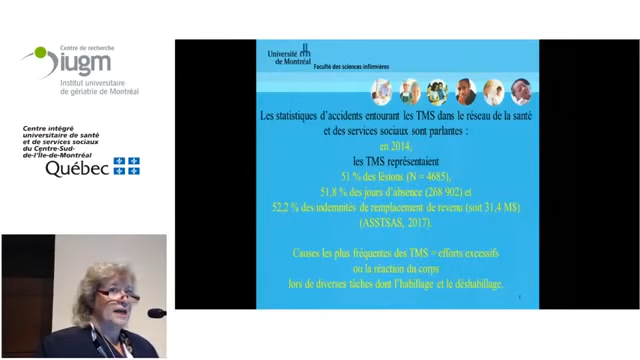 Centre de recherche
iugm
Institut universitaire
de gériatrie de Montréal
Centre intégré
universitaire de santé
et de services sociaux
du Centre-Sud-
de-l'Île-de-Montréal
Québec
Université
de Montréal
Faculté des sciences infirmières
Les statistiques d'accidents entourant les TMS dans le réseau de la santé
et des services sociaux sont parlantes :
en 2014,
les TMS représentaient
51 % des lésions (N = 4685),
51,8 % des jours d'absence (268 902) et
52,2 % des indemnités de remplacement de revenu (soit 31,4 M$)
(ASSTSAS, 2017).
Causes les plus fréquentes des TMS = efforts excessifs
ou la réaction du corps
lors de diverses tâches dont l'habillage et le déshabillage.